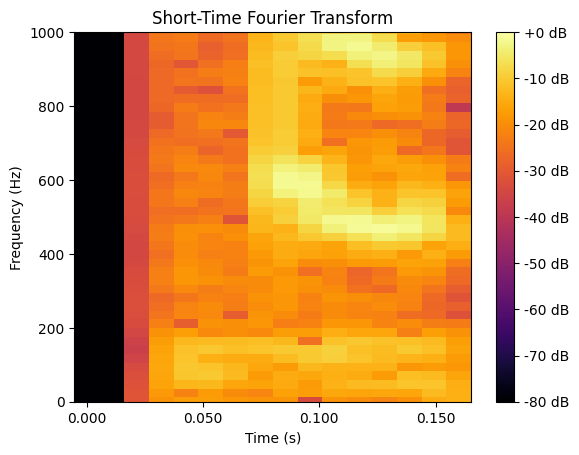 Short-Time Fourier Transform
1000
800
600
400
200
0
Frequency (Hz)
0.000
0.050
0.100
0.150
Time (s)
+0 dB
-10 dB
-20 dB
-30 dB
-40 dB
-50 dB
-60 dB
-70 dB
-80 dB